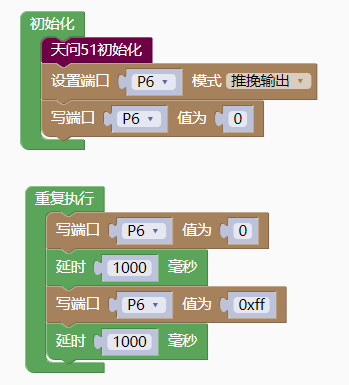 初始化
天问51初始化
设置端口 P6 模式 推挽输出
写端口 P6 值为 0
重复执行
写端口 P6 值为 0
延时 1000 毫秒
写端口 P6 值为 0xff
延时 1000 毫秒